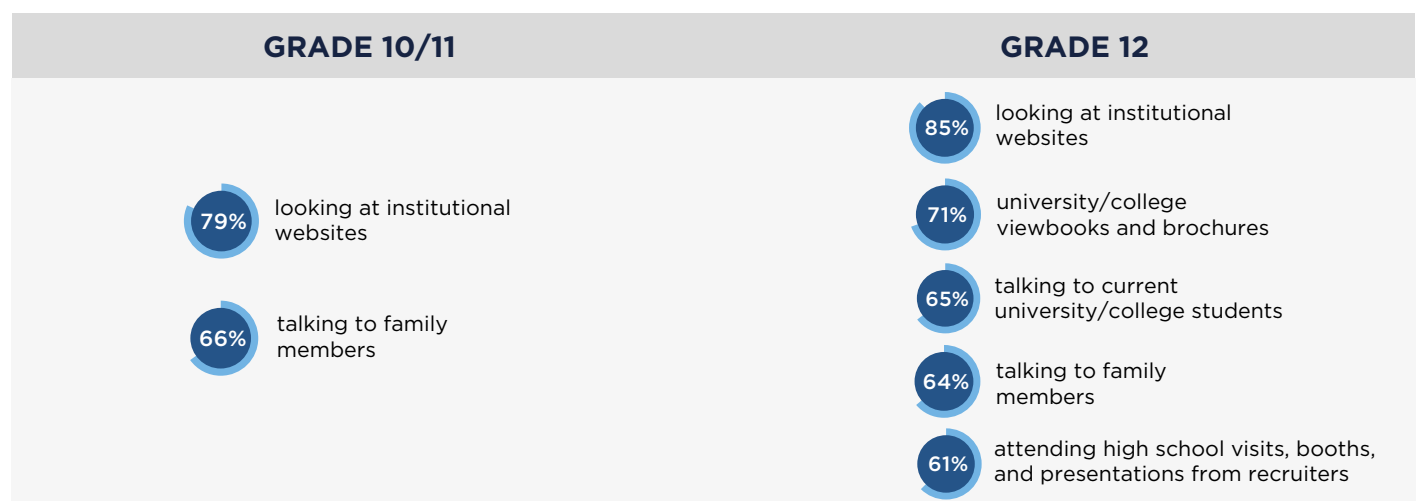 GRADE 10/11
79%
looking at institutional
websites
66%
talking to family
members
GRADE 12
85%
looking at institutional
websites
71%
university/college
viewbooks and brochures
65%
talking to current
university/college students
64%
talking to family
members
61%
attending high school visits, booths,
and presentations from recruiters